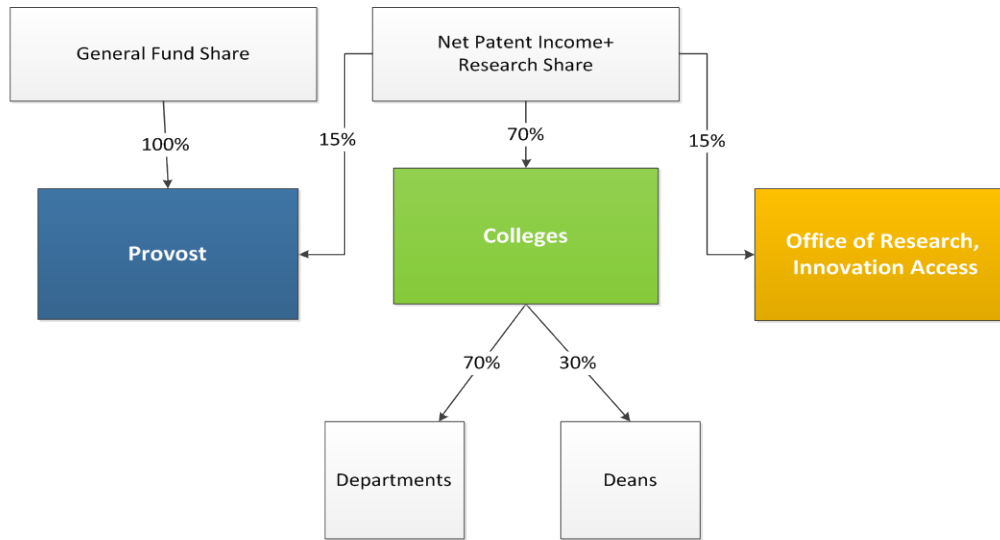 General Fund Share
Net Patent Income+
Research Share
100%
15%
70%
15%
Provost
Colleges
Office of Research,
Innovation Access
70%
30%
Departments
Deans